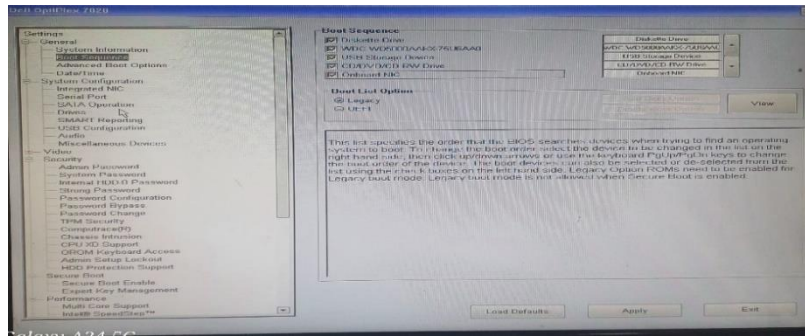 Dell OptiPlex 7020
Settings
General
System Information
Boot Sequence
Advanced Boot Options
Date/Time
System Configuration
Integrated NIC
Serial Port
SATA Operation
Drives
SMART Reporting
USB Configuration
Audio
Miscellaneous Devices
Video
Security
Admin Password
System Password
Internal HDD-0 Password
Strong Password
Password Configuration
Password Bypass
Password Change
TPM Security
Computrace(R)
Chassis Intrusion
CPU XD Support
OROM Keyboard Access
Admin Setup Lockout
HDD Protection Support
Secure Boot
Secure Boot Enable
Expert Key Management
Performance
Multi Core Support
Intel® SpeedStep™
Boot Sequence
Diskette Drive
USB Storage Device
CD/DVD/CD-RW Drive
Onboard NIC
Diskette Drive
USB Storage Device
CD/DVD/CD-RW Drive
Onboard NIC
Boot List Option
Legacy
UEFI
View
This list specifies the order that the BIOS searches devices when trying to find an operating
system to boot. To change the boot order select the device to be changed in the list on the
right hand side, then click up/down arrows or use the keyboard PgUp/PgDn keys to change
the boot order of the device. The boot devices can also be selected or de-selected from the
list using the check boxes on the left hand side. Legacy Option ROMs need to be enabled for
Legacy boot mode. Legacy boot mode is not allowed when Secure Boot is enabled.
Load Defaults
Apply
Exit
Galaxy A34 5G